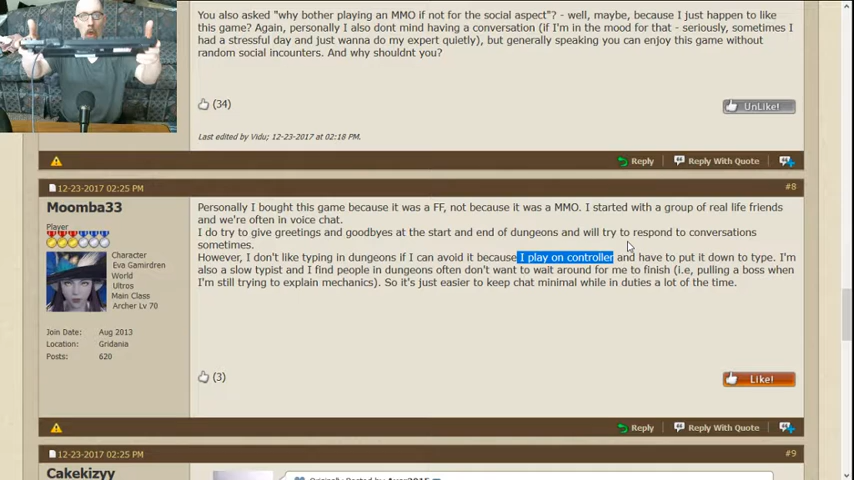 You also asked "why bother playing an MMO if not for the social aspect"? - well, maybe, because I just happen to like
this game? Again, personally I also dont mind having a conversation (if I'm in the mood for that - seriously, sometimes I
had a stressful day and just wanna do my expert quietly), but generally speaking you can enjoy this game without
random social incounters. And why shouldnt you?
(34)
UnLike!
Last edited by Vidu; 12-23-2017 at 02:18 PM.
Reply
Reply With Quote
12-23-2017 02:25 PM
#8
Moomba33
Player
Character
Eva Gamirdren
World
Ultros
Main Class
Archer Lv 70
Join Date: Aug 2013
Location: Gridania
Posts: 620
Personally I bought this game because it was a FF, not because it was a MMO. I started with a group of real life friends
and we're often in voice chat.
I do try to give greetings and goodbyes at the start and end of dungeons and will try to respond to conversations
sometimes.
However, I don't like typing in dungeons if I can avoid it because I play on controller and have to put it down to type. I'm
also a slow typist and I find people in dungeons often don't want to wait around for me to finish (i.e, pulling a boss when
I'm still trying to explain mechanics). So it's just easier to keep chat minimal while in duties a lot of the time.
(3)
Like!
Reply
Reply With Quote
12-23-2017 02:25 PM
#9
Cakekizyy
Originally Posted by